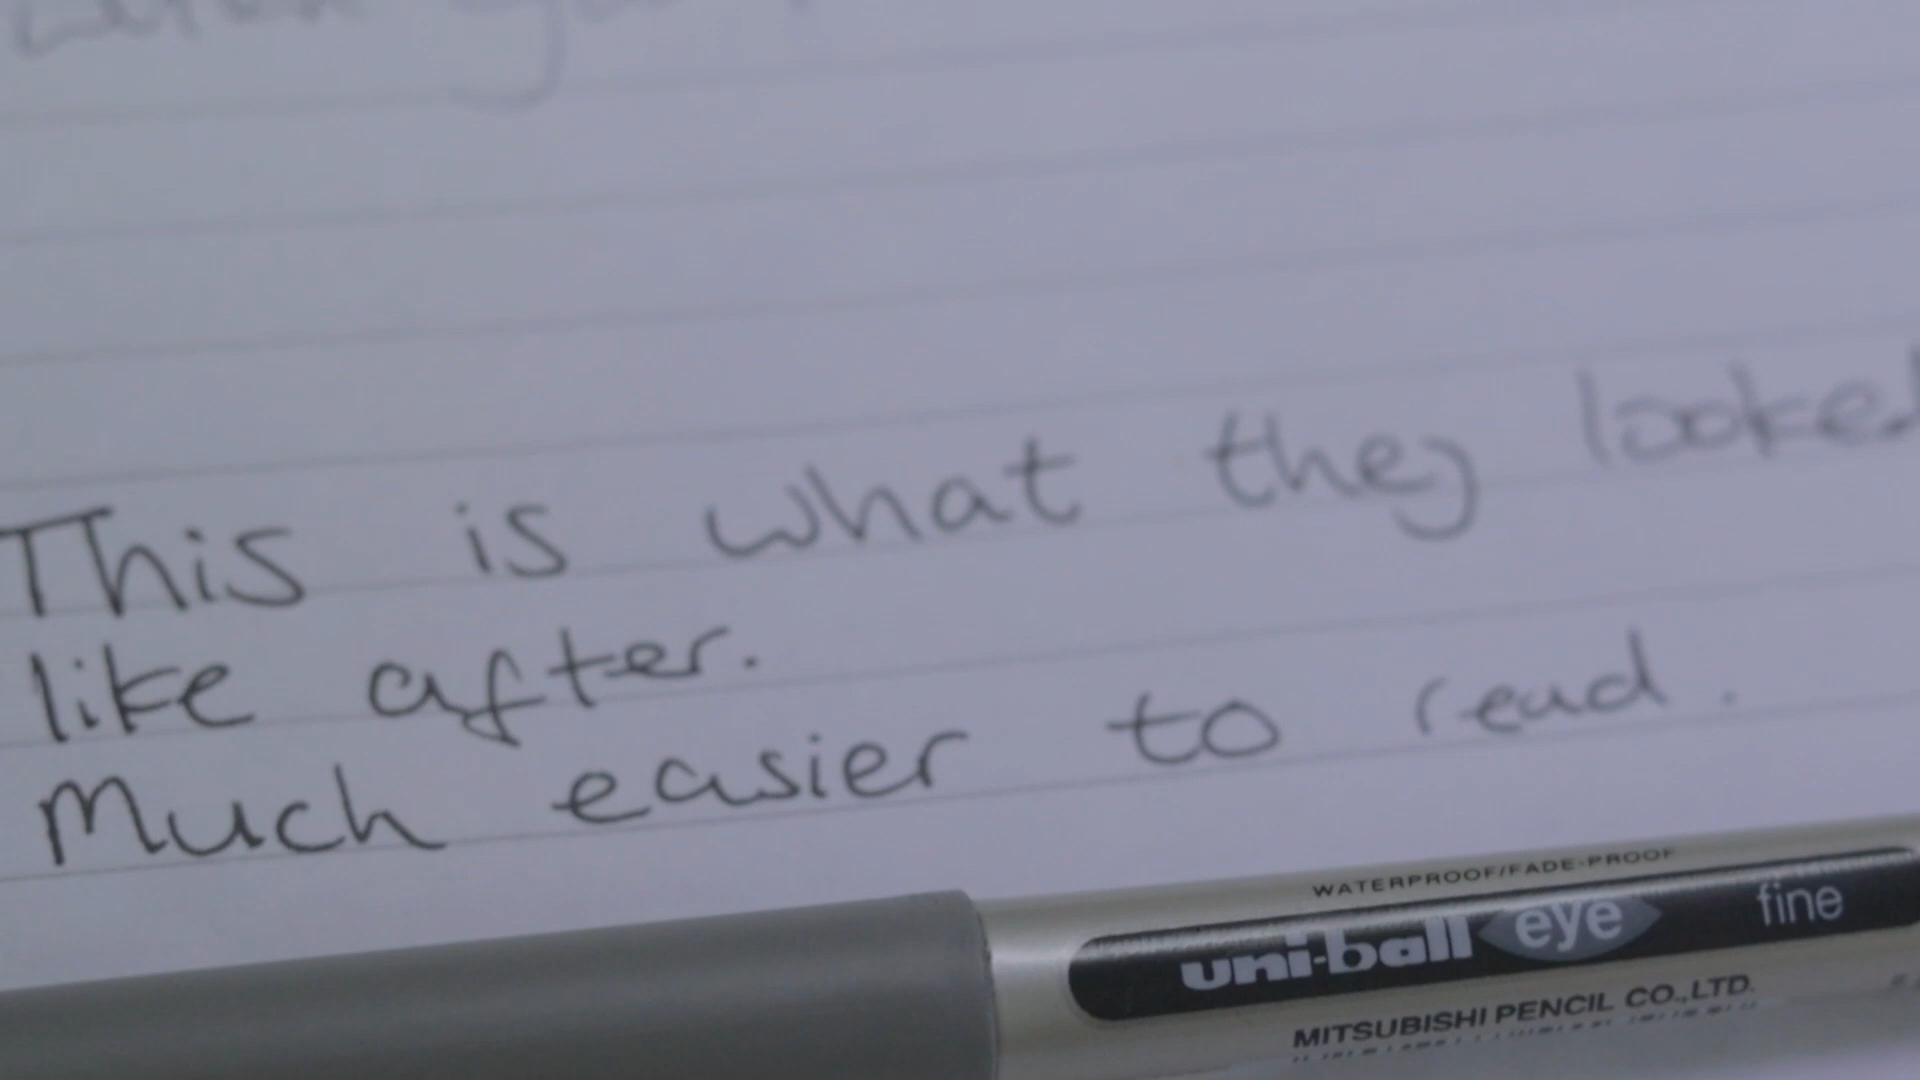 This is what they looked
like after.
Much easier to read.
WATERPROOF/FADE-PROOF
uni-ball eye fine
MITSUBISHI PENCIL CO.,LTD.